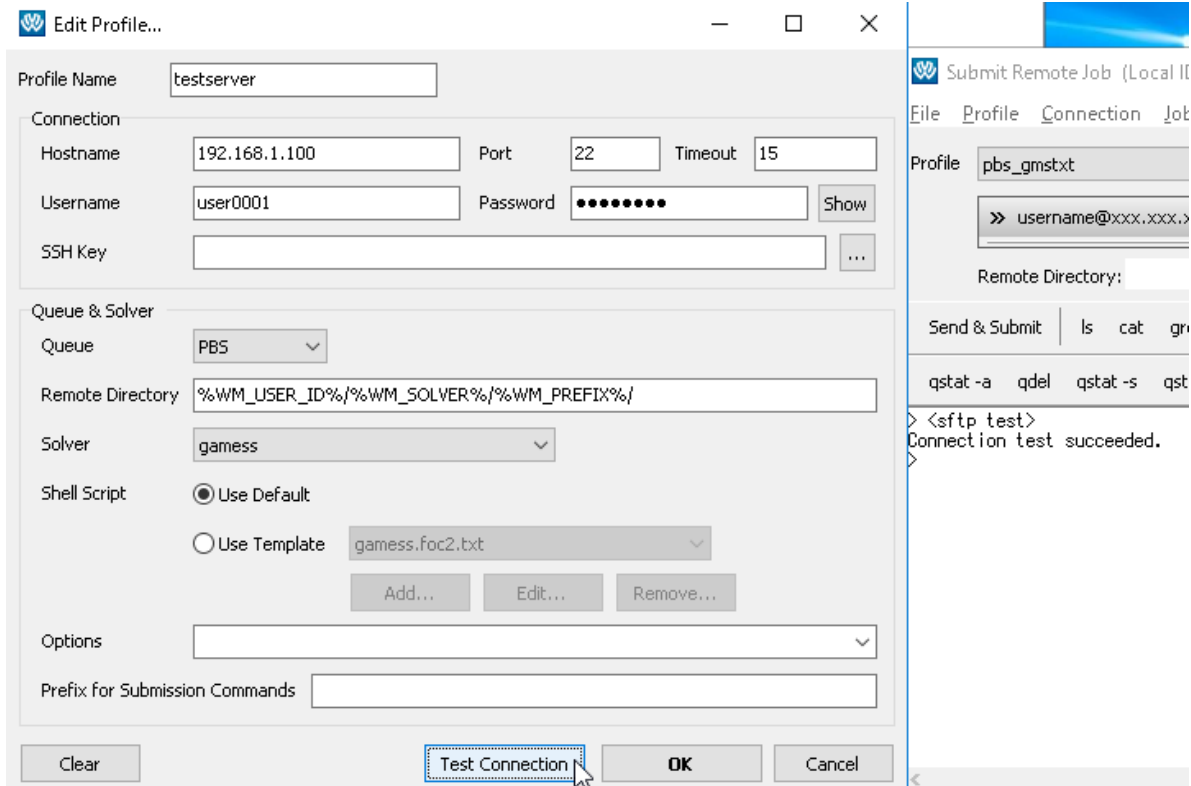 Edit Profile...
Profile Name testserver
Connection
Hostname 192.168.1.100 Port 22 Timeout 15
Username user0001 Password ●●●●●●●● Show
SSH Key ...
Queue & Solver
Queue PBS
Remote Directory %WM_USER_ID%/%WM_SOLVER%/%WM_PREFIX%/
Solver gamess
Shell Script Use Default
Use Template gamess.foc2.txt
Add... Edit... Remove...
Options
Prefix for Submission Commands
Clear Test Connection OK Cancel
Submit Remote Job (Local
File Profile Connection
Profile pbs_gmstxt
>> username@xxx.xxx.
Remote Directory:
Send & Submit ls cat
qstat -a qdel qstat -s
> <sftp test>
Connection test succeeded.
>